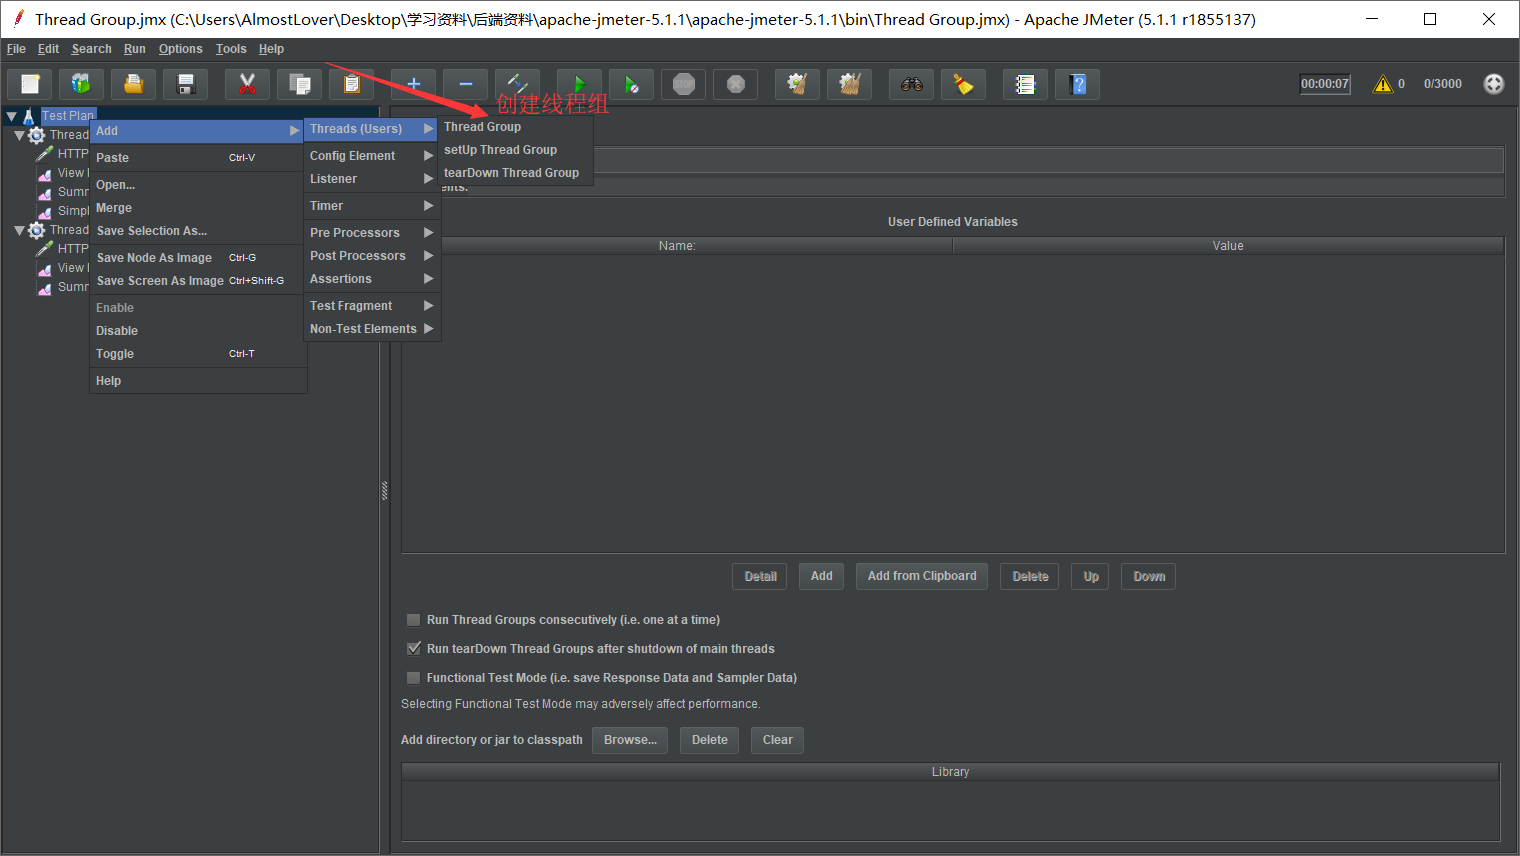 Thread Group.jmx (C:\Users\AlmostLover\Desktop\学习资料\后端资料\apache-jmeter-5.1.1\apache-jmeter-5.1.1\bin\Thread Group.jmx) - Apache JMeter (5.1.1 r1855137)
File Edit Search Run Options Tools Help
00:00:07 0 0/3000
创建线程组
Test Plan
Thread
HTTP
View
Summ
Simpl
Thread
HTTP
View
Summ
Add
Paste Ctrl-V
Open...
Merge
Save Selection As...
Save Node As Image Ctrl-G
Save Screen As Image Ctrl+Shift-G
Enable
Disable
Toggle Ctrl-T
Help
Threads (Users)
Config Element
Listener
Timer
Pre Processors
Post Processors
Assertions
Test Fragment
Non-Test Elements
Thread Group
setUp Thread Group
tearDown Thread Group
ents:
User Defined Variables
Name: Value
Detail Add Add from Clipboard Delete Up Down
Run Thread Groups consecutively (i.e. one at a time)
Run tearDown Thread Groups after shutdown of main threads
Functional Test Mode (i.e. save Response Data and Sampler Data)
Selecting Functional Test Mode may adversely affect performance.
Add directory or jar to classpath Browse... Delete Clear
Library